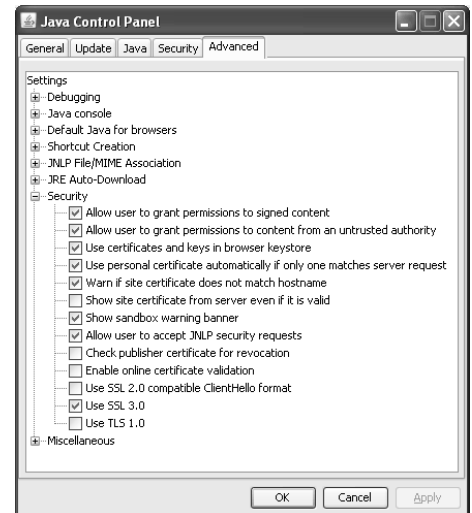 Java Control Panel
General Update Java Security Advanced
Settings
Debugging
Java console
Default Java for browsers
Shortcut Creation
JNLP File/MIME Association
JRE Auto-Download
Security
Allow user to grant permissions to signed content
Allow user to grant permissions to content from an untrusted authority
Use certificates and keys in browser keystore
Use personal certificate automatically if only one matches server request
Warn if site certificate does not match hostname
Show site certificate from server even if it is valid
Show sandbox warning banner
Allow user to accept JNLP security requests
Check publisher certificate for revocation
Enable online certificate validation
Use SSL 2.0 compatible ClientHello format
Use SSL 3.0
Use TLS 1.0
Miscellaneous
OK Cancel Apply